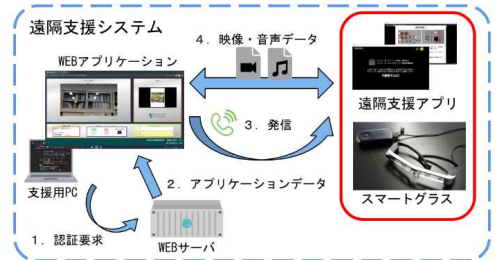 遠隔支援システム
4. 映像・音声データ
WEBアプリケーション
遠隔支援アプリ
3. 発信
支援用PC
2. アプリケーションデータ
スマートグラス
1. 認証要求
WEBサーバ